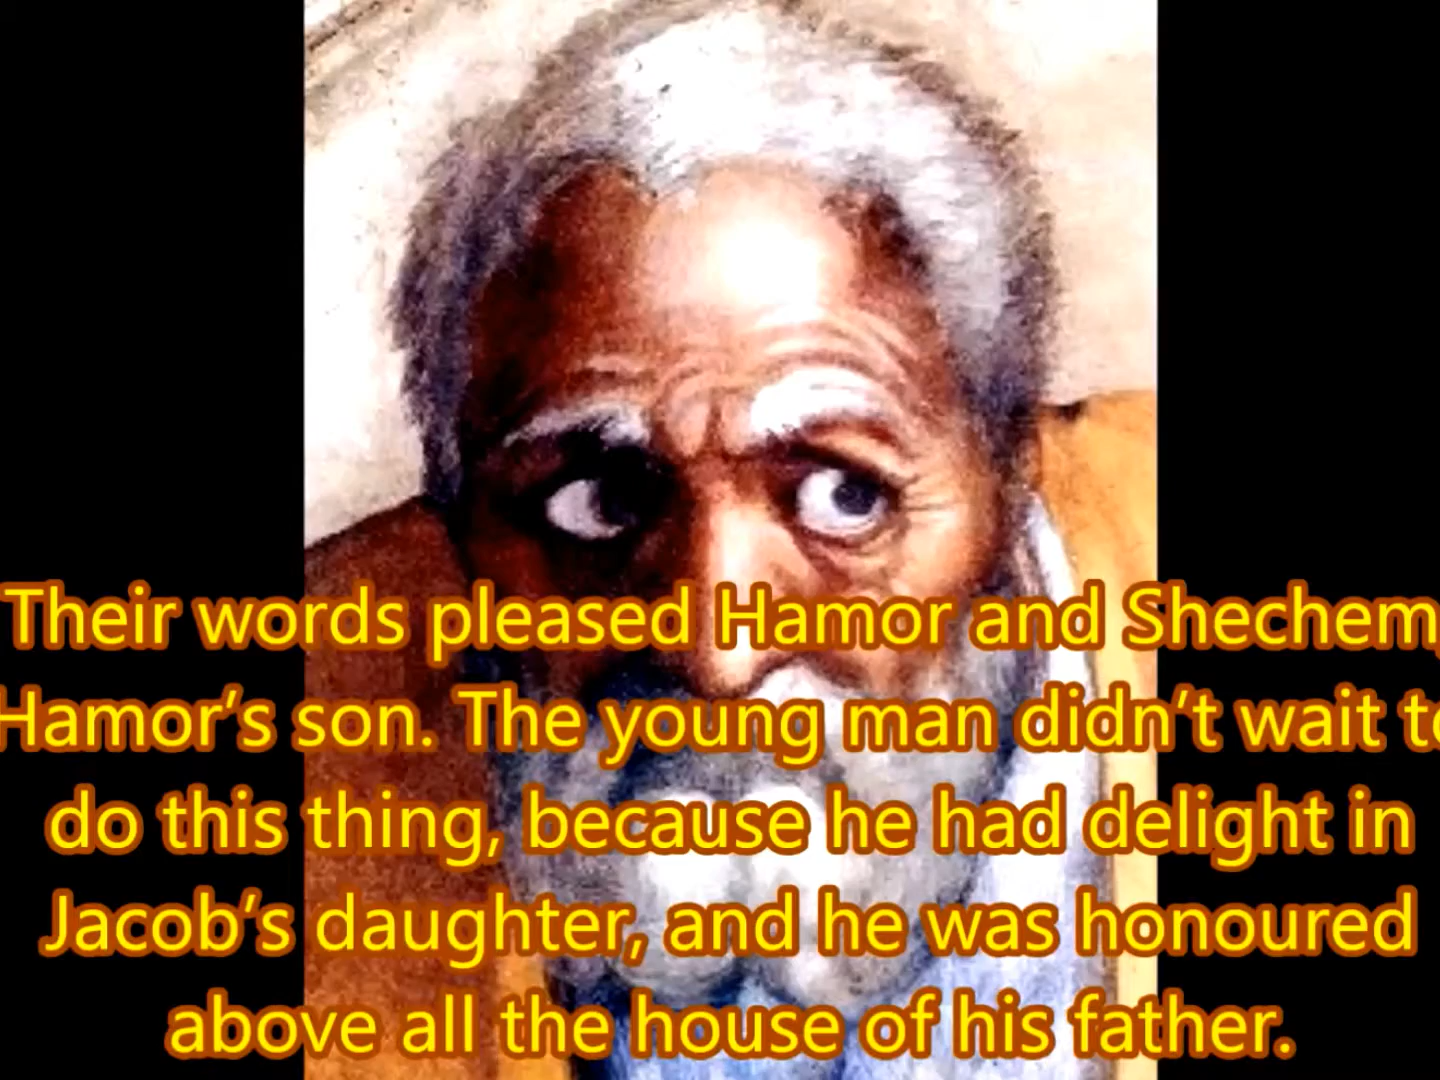 Their words pleased Hamor and Shechem,
Hamor’s son. The young man didn’t wait to
do this thing, because he had delight in
Jacob’s daughter, and he was honoured
above all the house of his father.